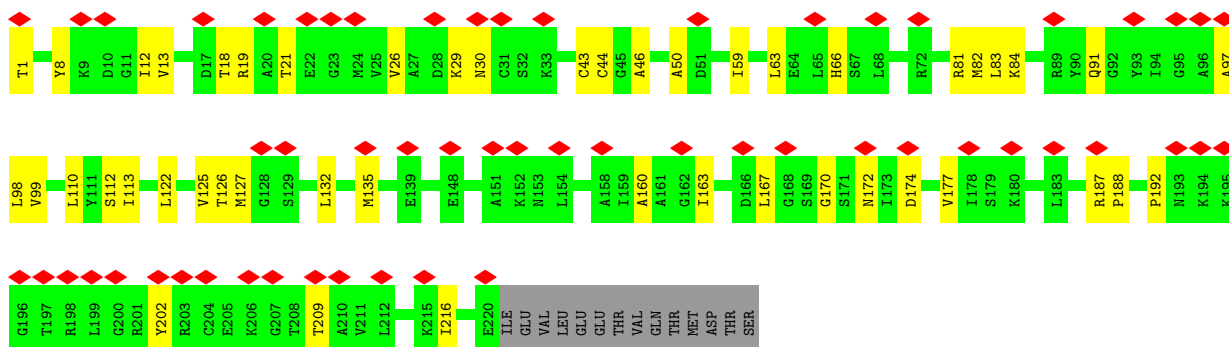 T1 Y8 K9 D10 G11 I12 V13 D17 T18 R19 A20 T21 E22 G23 M24 V25 V26 A27 D28 K29 N30 C31 S32 K33 C43 C44 G45 A46 A50 D51 I59 L63 E64 L65 H66 S67 L68 R72 R81 M82 L83 K84 R89 Y90 Q91 G92 Y93 I94 G95 A96 A97
L98 V99 L110 Y111 S112 I113 L122 V125 T126 M127 G128 S129 L132 M135 E139 E148 A151 K152 N153 L154 A158 I159 A160 A161 G162 I163 D166 L167 G168 S169 G170 S171 N172 I173 D174 V177 I178 S179 K180 L183 R187 P188 P192 N193 K194 K195
G196 T197 R198 L199 G200 R201 Y202 R203 C204 E205 K206 G207 T208 T209 A210 V211 L212 K215 I216 E220 ILE GLU VAL LEU GLU GLU THR VAL GLN THR MET ASP THR SER